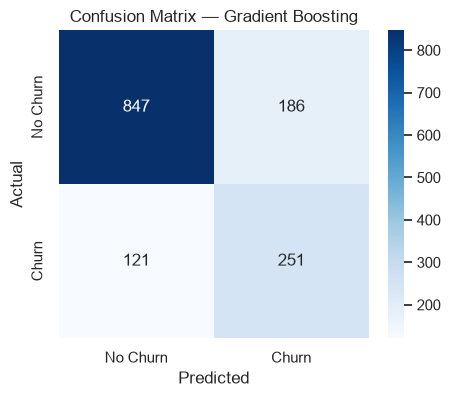 Confusion Matrix — Gradient Boosting
Actual
No Churn
847
186
Churn
121
251
No Churn
Churn
Predicted
800
700
600
500
400
300
200